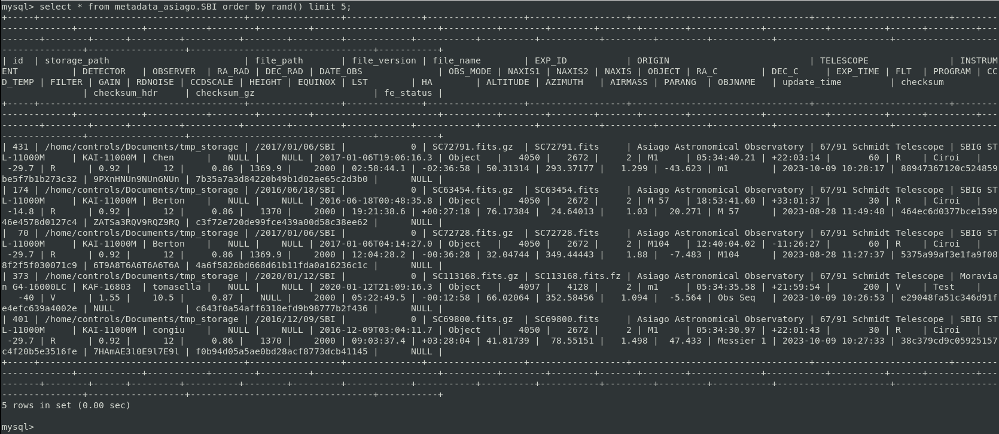 mysql> select * from metadata_asiago.SBI order by rand() limit 5;
| id  | storage_path                         | file_path       | file_version | file_name        | EXP_ID           | ORIGIN                          | TELESCOPE               | INSTRUM
ENT          | DETECTOR   | OBSERVER  | RA_RAD | DEC_RAD | DATE_OBS              | OBS_MODE | NAXIS1 | NAXIS2 | NAXIS | OBJECT | RA_C        | DEC_C     | EXP_TIME | FLT  | PROGRAM | CC
D_TEMP | FILTER | GAIN | RDNOISE | CCDSCALE | HEIGHT | EQUINOX | LST        | HA        | ALTITUDE | AZIMUTH   | AIRMASS | PARANG  | OBJNAME   | update_time         | checksum
               | checksum_hdr     | checksum_gz                      | fe_status |
| 431 | /home/controls/Documents/tmp_storage | /2017/01/06/SBI |            0 | SC72791.fits.gz  | SC72791.fits     | Asiago Astronomical Observatory | 67/91 Schmidt Telescope | SBIG ST
L-11000M     | KAI-11000M | Chen      |   NULL |    NULL | 2017-01-06T19:06:16.3 | Object   |   4050 |   2672 |     2 | M1     | 05:34:40.21 | +22:03:14 |       60 | R    | Ciroi   |
 -29.7 | R      | 0.92 |      12 |     0.86 | 1369.9 |    2000 | 02:58:44.1 | -02:36:58 | 50.31314 | 293.37177 |   1.299 | -43.623 | m1        | 2023-10-09 10:28:17 | 88947367120c524859
be5f7b1b273c32 | 9PXnHNUn9NUnGNUn | 7b35a7a3d84220b49b1d02ae65c2d3b0 |      NULL |
| 174 | /home/controls/Documents/tmp_storage | /2016/06/18/SBI |            0 | SC63454.fits.gz  | SC63454.fits     | Asiago Astronomical Observatory | 67/91 Schmidt Telescope | SBIG ST
L-11000M     | KAI-11000M | Berton    |   NULL |    NULL | 2016-06-18T00:48:35.8 | Object   |   4050 |   2672 |     2 | M 57   | 18:53:41.60 | +33:01:37 |       30 | R    | Ciroi   |
 -14.8 | R      | 0.92 |      12 |     0.86 |   1370 |    2000 | 19:21:38.6 | +00:27:18 | 76.17384 |  24.64013 |    1.03 |  20.271 | M 57      | 2023-08-28 11:49:48 | 464ec6d0377bce1599
46e4578d0127c4 | ZATSa3RQV9RQZ9RQ | c3f72e720de99fce439a00d58c38ee62 |      NULL |
|  70 | /home/controls/Documents/tmp_storage | /2017/01/06/SBI |            0 | SC72728.fits.gz  | SC72728.fits     | Asiago Astronomical Observatory | 67/91 Schmidt Telescope | SBIG ST
L-11000M     | KAI-11000M | Berton    |   NULL |    NULL | 2017-01-06T04:14:27.0 | Object   |   4050 |   2672 |     2 | M104   | 12:40:04.02 | -11:26:27 |       60 | R    | Ciroi   |
 -29.7 | R      | 0.92 |      12 |     0.86 | 1369.9 |    2000 | 12:04:28.2 | -00:36:28 | 32.04744 | 349.44443 |    1.88 |  -7.483 | M104      | 2023-08-28 11:27:37 | 5375a99af3e1fa9f08
8f2f5f030071c9 | 6T9A8T6A6T6A6T6A | 4a6f5826bd668d61b11fda0a16236c1c |      NULL |
| 373 | /home/controls/Documents/tmp_storage | /2020/01/12/SBI |            0 | SC113168.fits.gz | SC113168.fits.fz | Asiago Astronomical Observatory | 67/91 Schmidt Telescope | Moravia
n G4-16000LC | KAF-16803  | tomasella |   NULL |    NULL | 2020-01-12T21:09:16.3 | Object   |   4097 |   4128 |     2 | m1     | 05:34:35.58 | +21:59:54 |      200 | V    | Test    |
   -40 | V      | 1.55 |    10.5 |     0.87 |   NULL |    2000 | 05:22:49.5 | -00:12:58 | 66.02064 | 352.58456 |   1.094 |  -5.564 | Obs Seq   | 2023-10-09 10:26:53 | e29048fa51c346d91f
e4efc639a4002e | NULL             | c643f0a54aff6318efd9b98777b2f436 |      NULL |
| 401 | /home/controls/Documents/tmp_storage | /2016/12/09/SBI |            0 | SC69800.fits.gz  | SC69800.fits     | Asiago Astronomical Observatory | 67/91 Schmidt Telescope | SBIG ST
L-11000M     | KAI-11000M | congiu    |   NULL |    NULL | 2016-12-09T03:04:11.7 | Object   |   4050 |   2672 |     2 | M1     | 05:34:30.97 | +22:01:43 |       30 | R    | Ciroi   |
 -29.7 | R      | 0.92 |      12 |     0.86 |   1370 |    2000 | 09:03:37.4 | +03:28:04 | 41.81739 |  78.55151 |   1.498 |  47.433 | Messier 1 | 2023-10-09 10:27:33 | 38c379cd9c05925157
c4f20b5e3516fe | 7HAmAE3l0E9l7E9l | f0b94d05a5ae0bd28acf8773dcb41145 |      NULL |
5 rows in set (0.00 sec)
mysql>